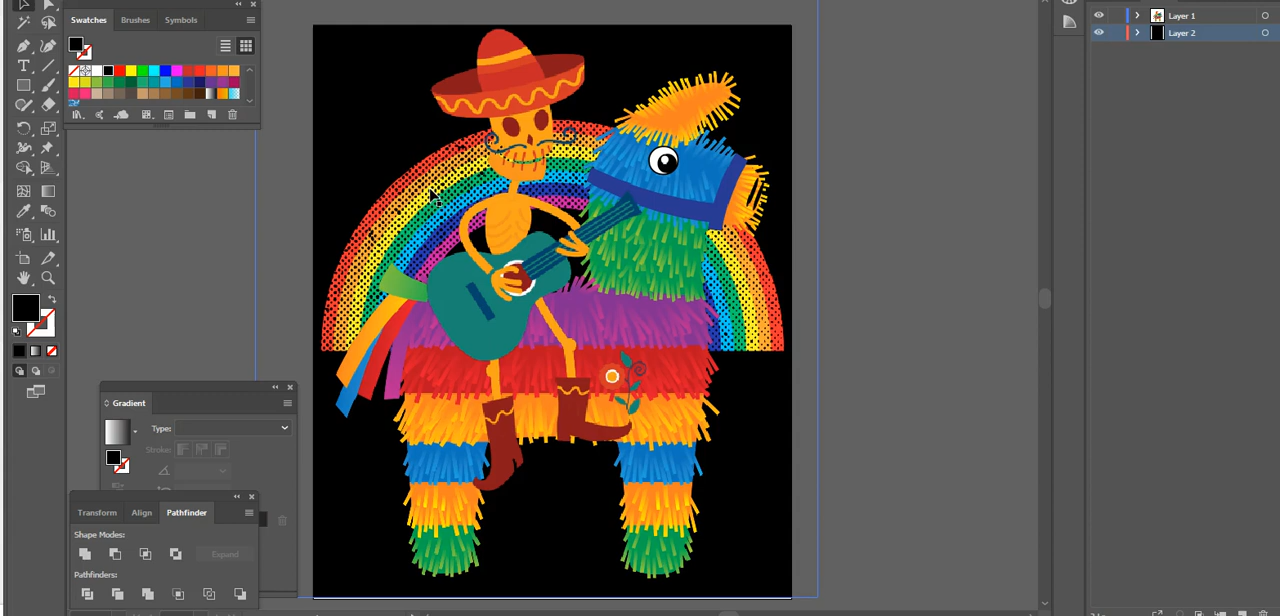 Swatches Brushes Symbols
Layer 1
Layer 2
Gradient
Type:
Stroke:
Transform Align Pathfinder
Shape Modes:
Expand
Pathfinders: